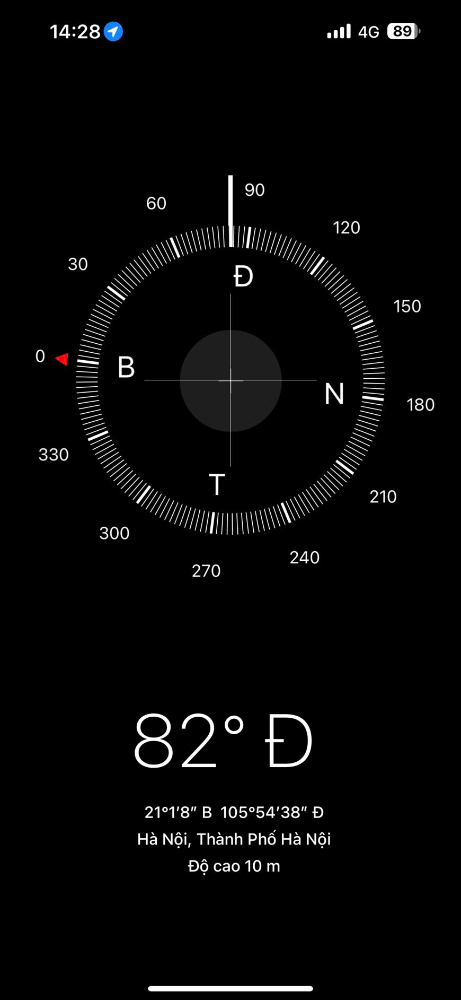 14:28 4G 89
90
60
120
30
Đ
150
0
B
N
180
330
T
210
300
240
270
82° Đ
21°1′8″ B 105°54′38″ Đ
Hà Nội, Thành Phố Hà Nội
Độ cao 10 m